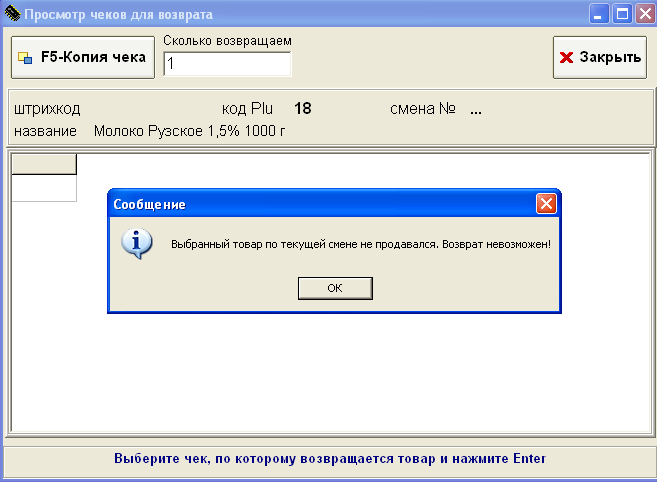 Просмотр чеков для возврата
F5-Копия чека
Сколько возвращаем
1
Закрыть
штрихкод код Plu 18 смена № ...
название Молоко Рузское 1,5% 1000 г
Сообщение
Выбранный товар по текущей смене не продавался. Возврат невозможен!
OK
Выберите чек, по которому возвращается товар и нажмите Enter